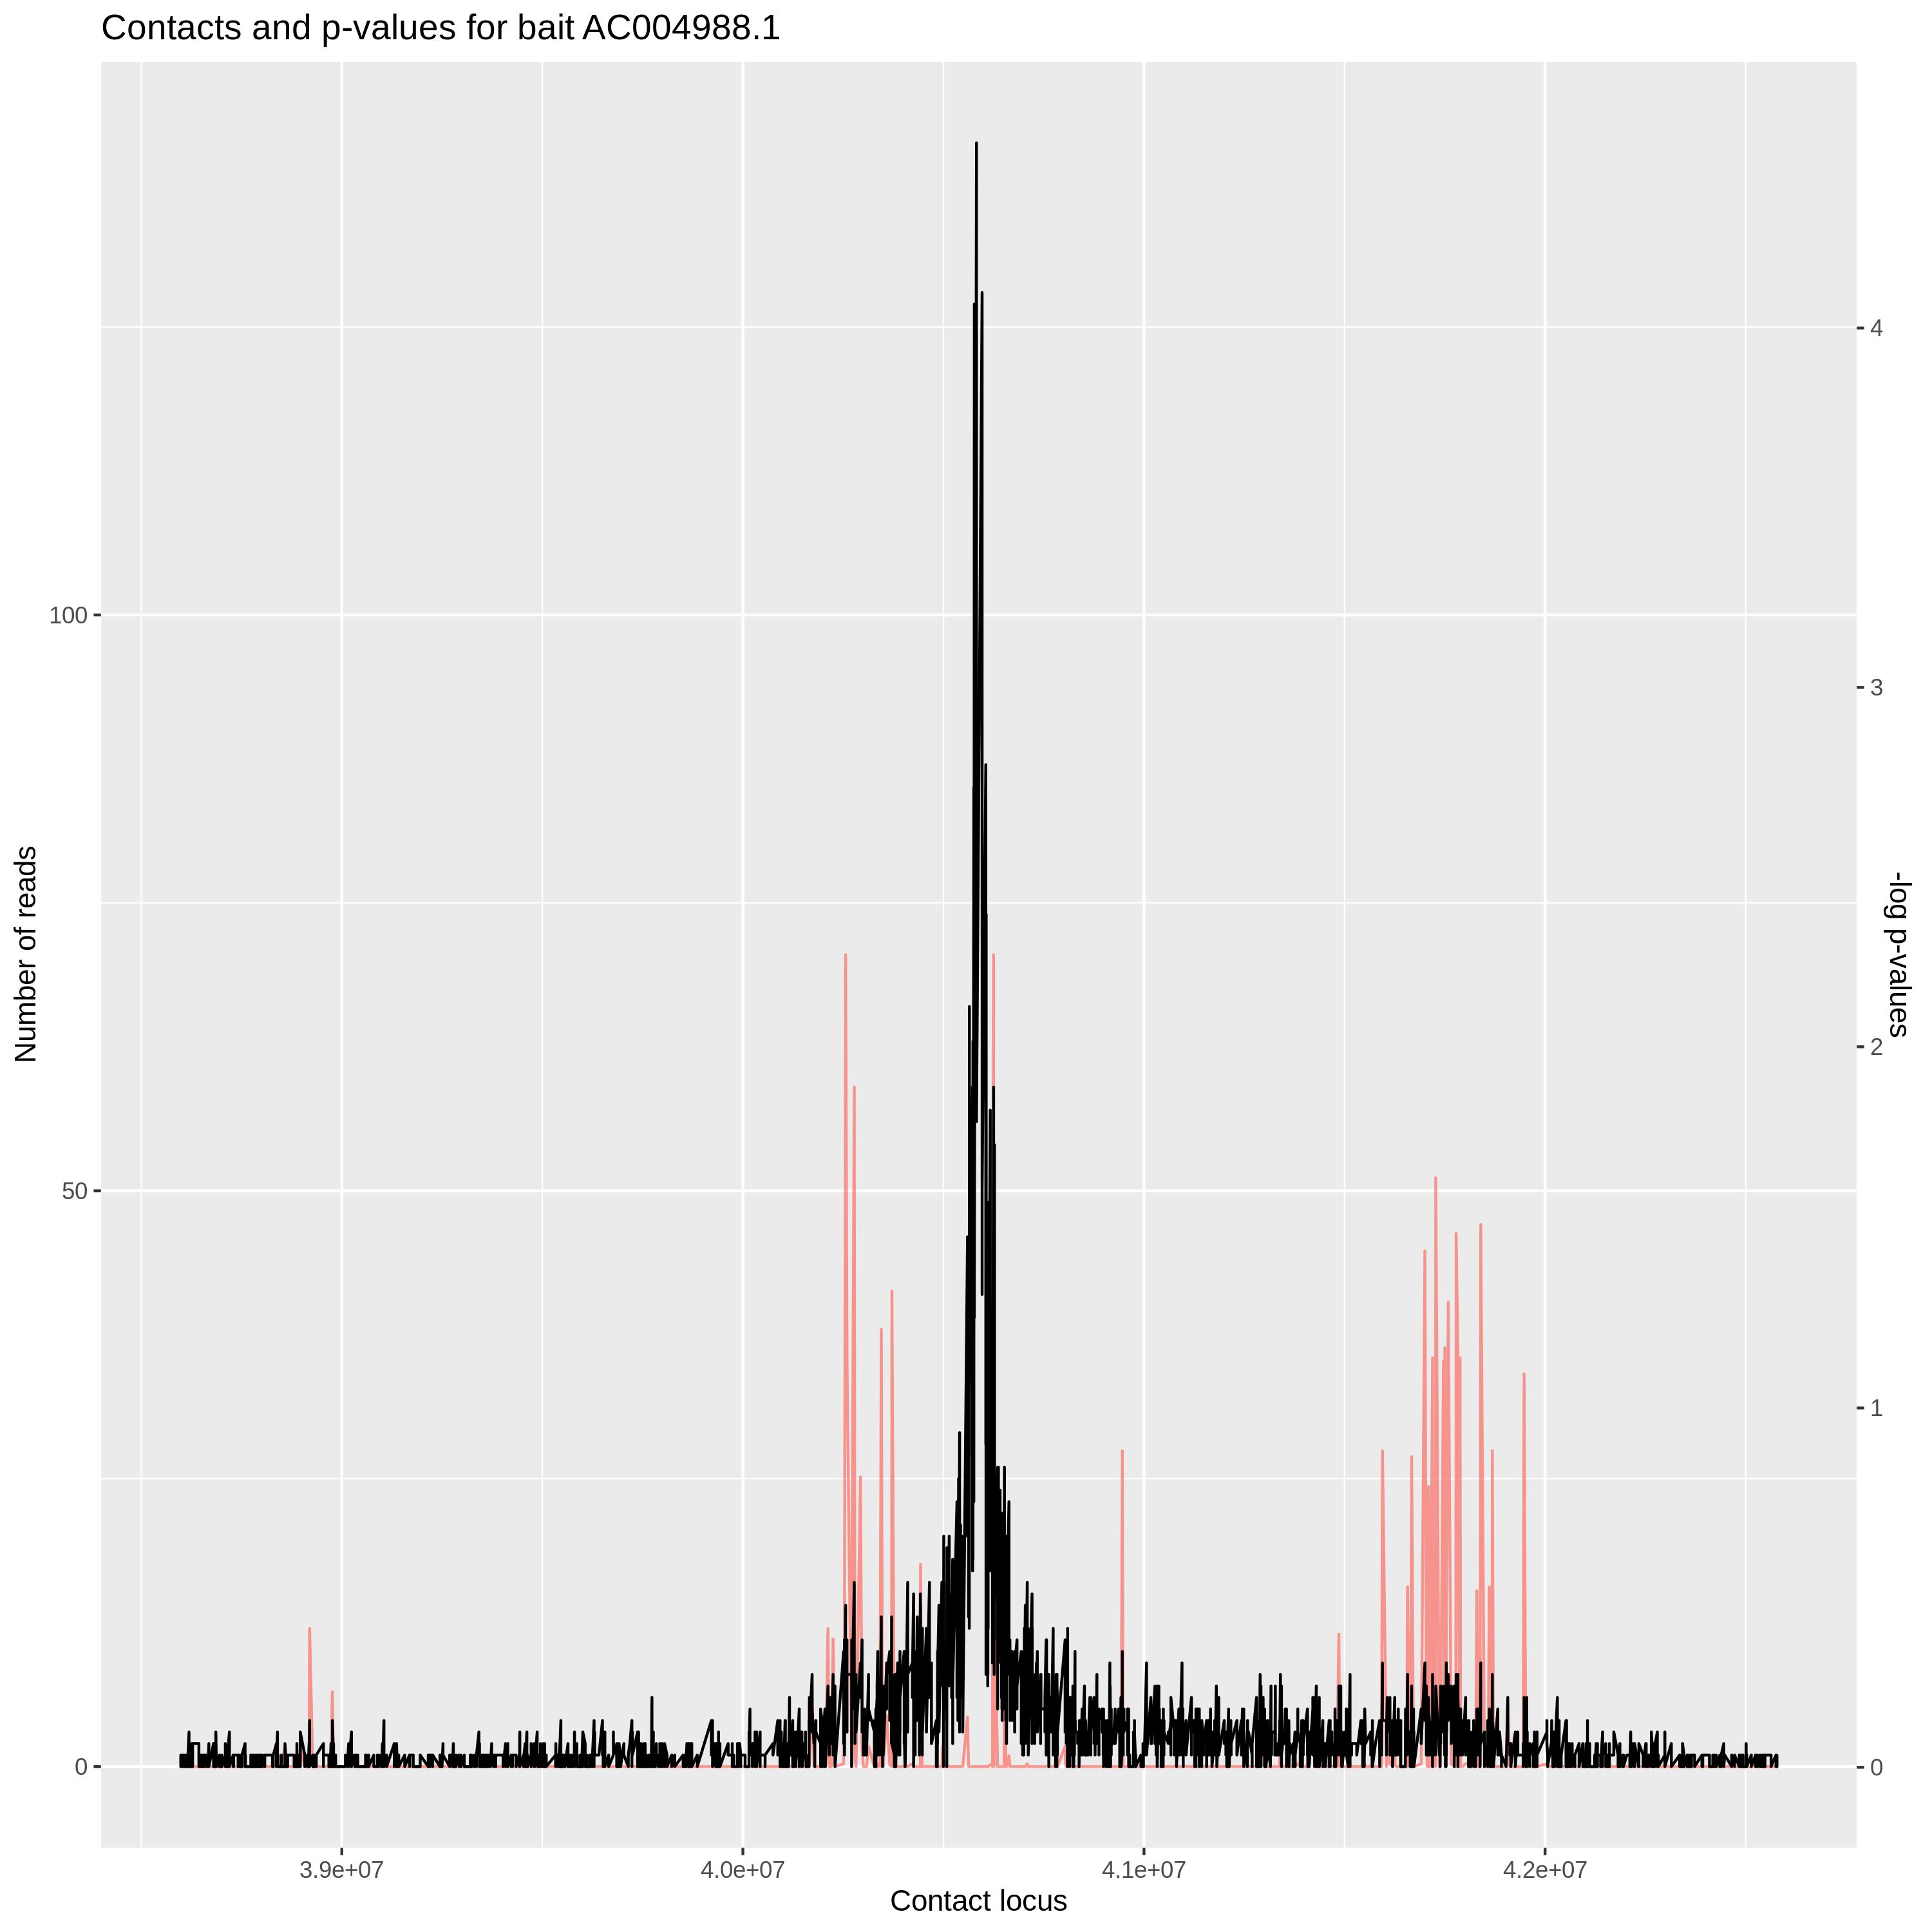 Contacts and p-values for bait AC004988.1
Number of reads
100
50
0
4
3
2
1
0
-log p-values
3.9e+07
4.0e+07
4.1e+07
4.2e+07
Contact locus